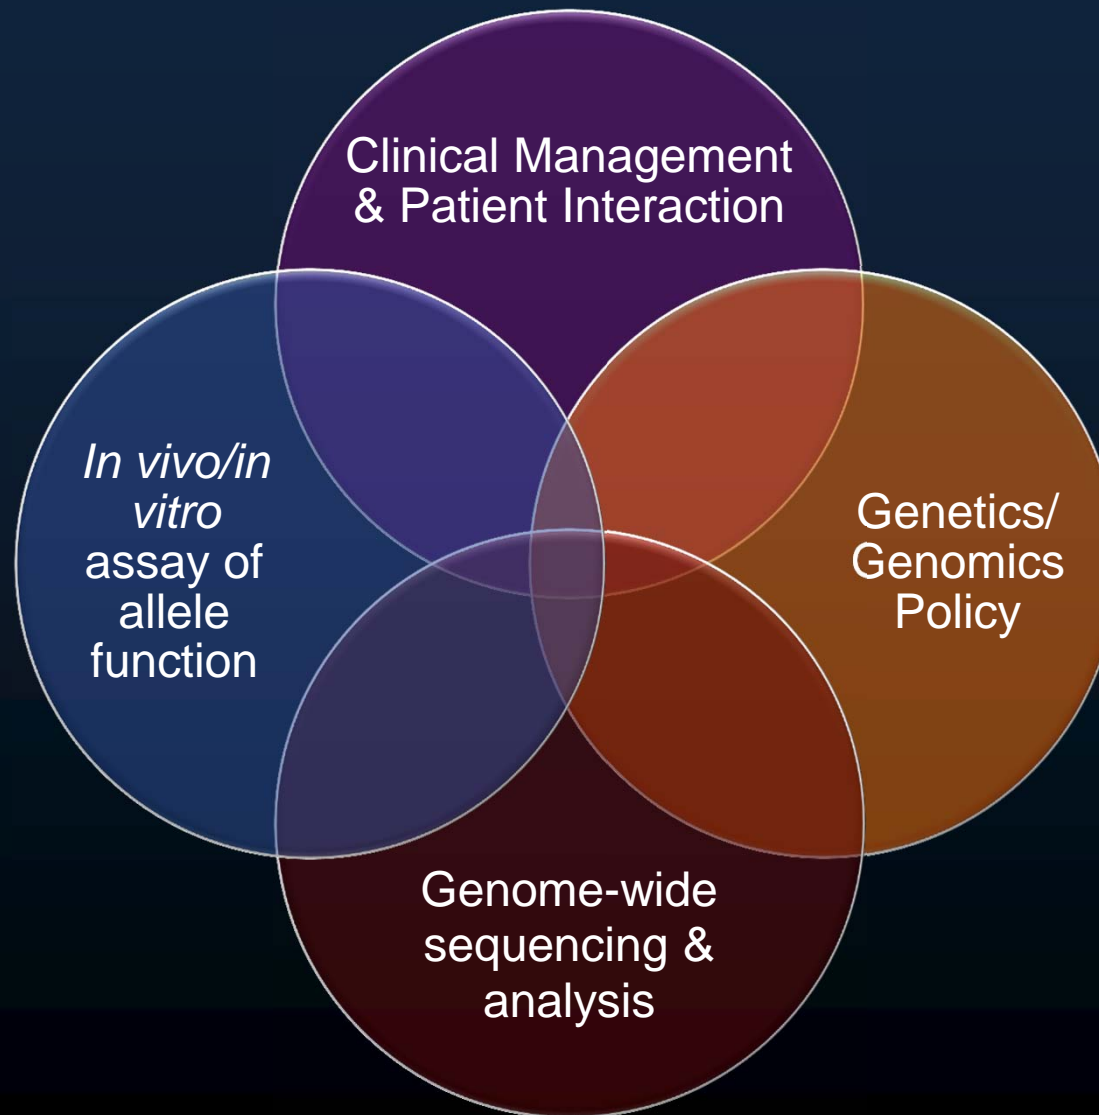 Clinical Management
& Patient Interaction
In vivo/in
vitro
assay of
allele
function
Genetics/
Genomics
Policy
Genome-wide
sequencing &
analysis